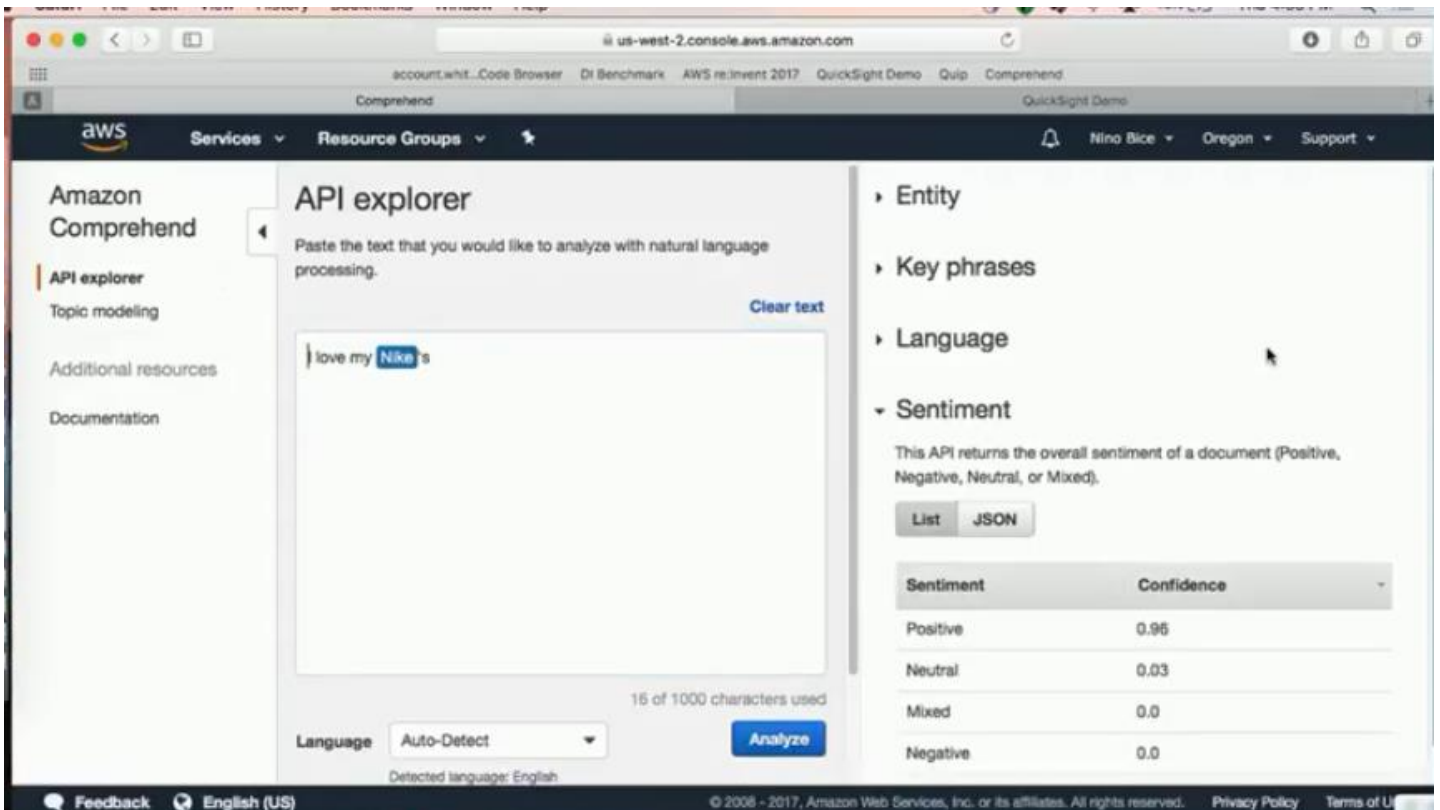 us-west-2.console.aws.amazon.com
account.whit...Code Browser DI Benchmark AWS re:Invent 2017 QuickSight Demo Quip Comprehend
Comprehend QuickSight Demo
aws Services Resource Groups Nino Bice Oregon Support
Amazon
Comprehend
API explorer
Topic modeling
Additional resources
Documentation
API explorer
Paste the text that you would like to analyze with natural language
processing.
Clear text
I love my Nike's
16 of 1000 characters used
Language Auto-Detect Analyze
Detected language: English
Entity
Key phrases
Language
Sentiment
This API returns the overall sentiment of a document (Positive,
Negative, Neutral, or Mixed).
List JSON
Sentiment Confidence
Positive 0.96
Neutral 0.03
Mixed 0.0
Negative 0.0
Feedback English (US) © 2008 - 2017, Amazon Web Services, Inc. or its affiliates. All rights reserved. Privacy Policy Terms of